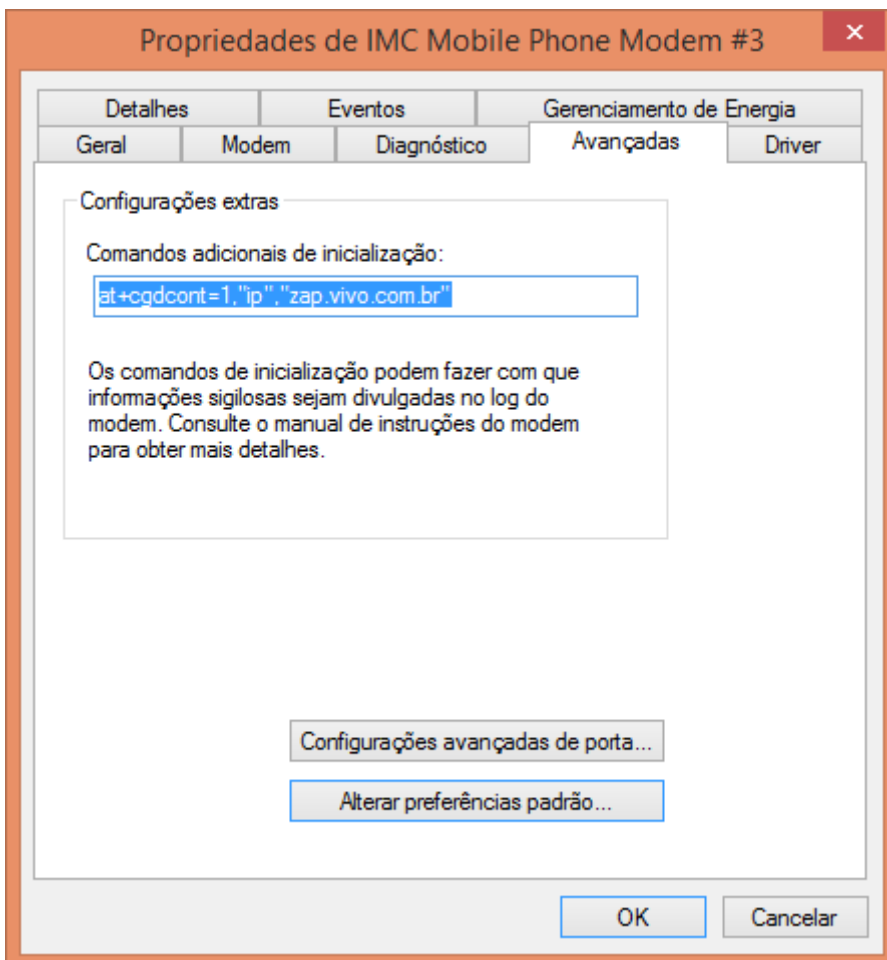 Propriedades de IMC Mobile Phone Modem #3
×
Detalhes
Eventos
Gerenciamento de Energia
Geral
Modem
Diagnóstico
Avançadas
Driver
Configurações extras
Comandos adicionais de inicialização:
at+cgdcont=1,"ip","zap.vivo.com.br"
Os comandos de inicialização podem fazer com que
informações sigilosas sejam divulgadas no log do
modem. Consulte o manual de instruções do modem
para obter mais detalhes.
Configurações avançadas de porta...
Alterar preferências padrão...
OK
Cancelar